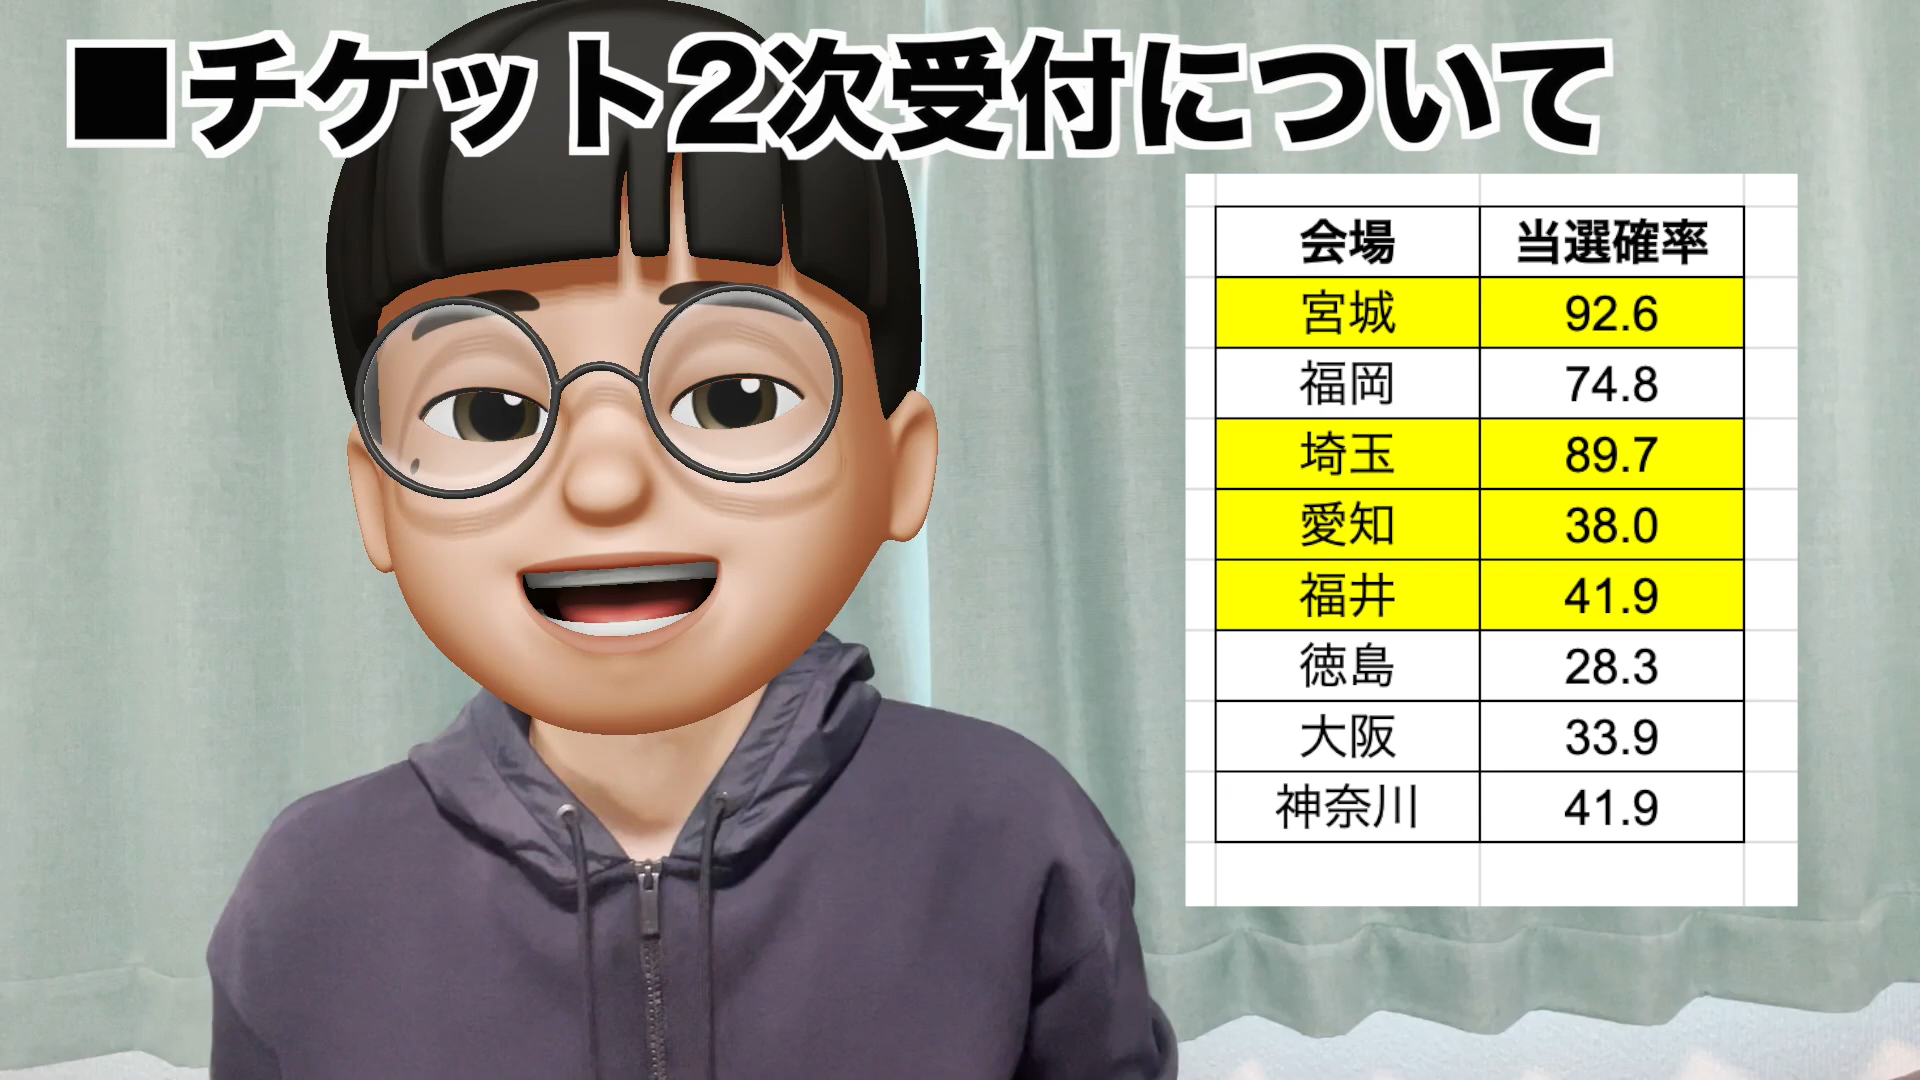 ■チケット2次受付について
会場 当選確率
宮城 92.6
福岡 74.8
埼玉 89.7
愛知 38.0
福井 41.9
徳島 28.3
大阪 33.9
神奈川 41.9